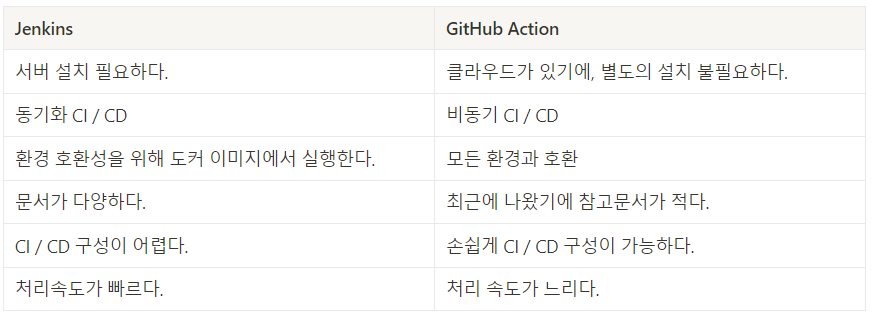 Jenkins GitHub Action
서버 설치 필요하다. 클라우드가 있기에, 별도의 설치 불필요하다.
동기화 CI / CD 비동기 CI / CD
환경 호환성을 위해 도커 이미지에서 실행한다. 모든 환경과 호환
문서가 다양하다. 최근에 나왔기에 참고문서가 적다.
CI / CD 구성이 어렵다. 손쉽게 CI / CD 구성이 가능하다.
처리속도가 빠르다. 처리 속도가 느리다.